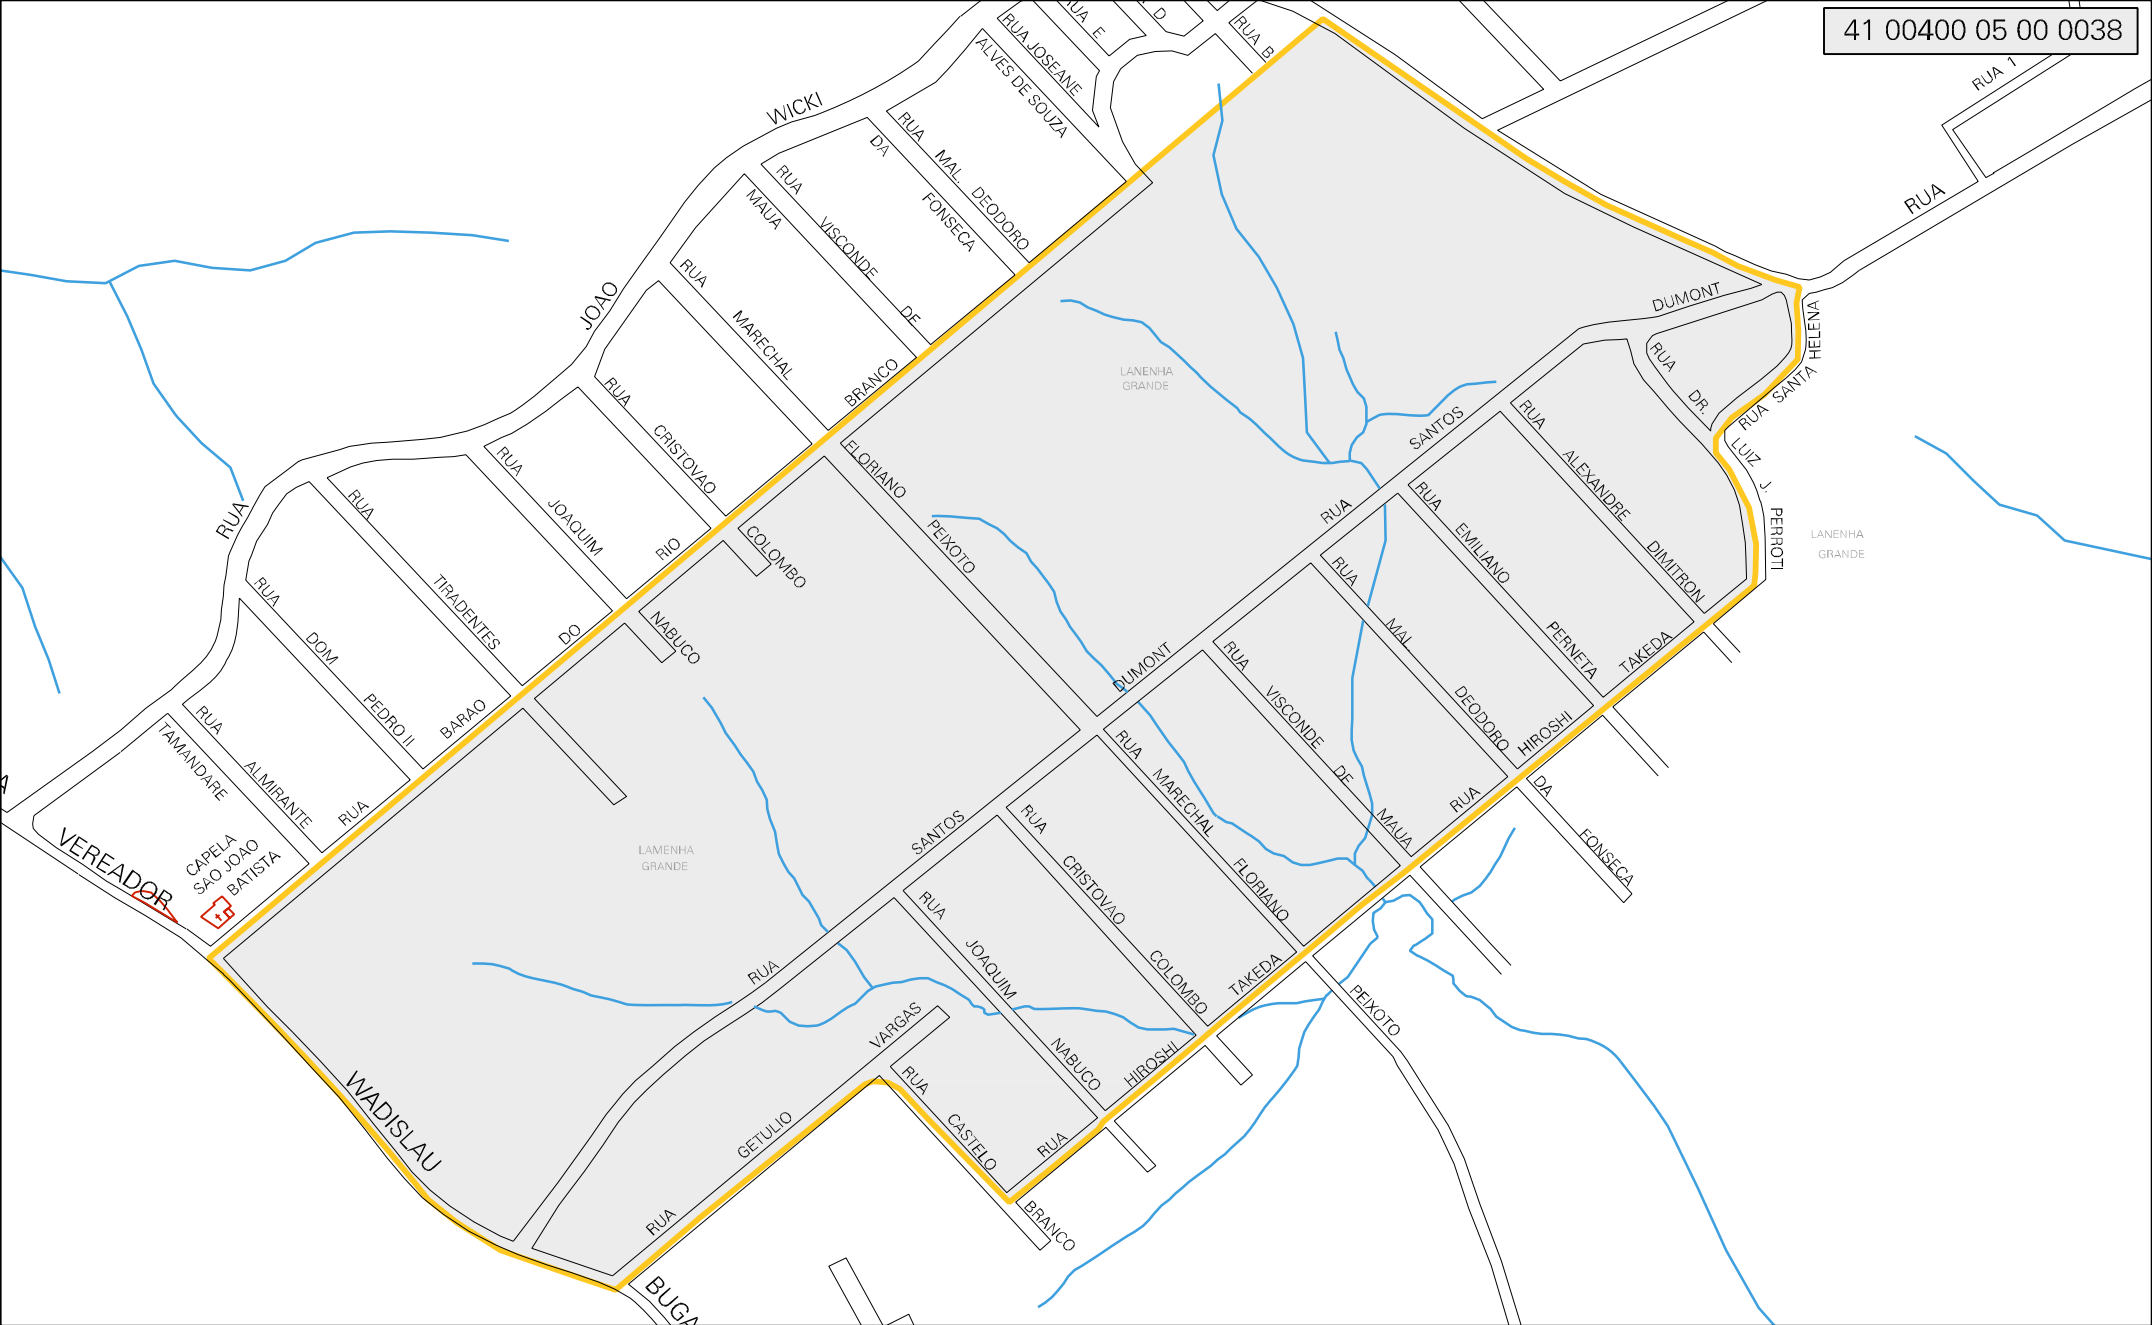 41 00400 05 00 0038
RUA E
D
RUA B
RUA JOSEANE
ALVES DE SOUZA
RUA 1
RUA
WICKI
JOAO
RUA
RUA MAL. DEODORO
DA FONSECA
RUA VISCONDE DE
MAUA
RUA MARECHAL
RUA CRISTOVAO
RUA JOAQUIM
RUA TIRADENTES
RUA DOM PEDRO II
RUA ALMIRANTE
TAMANDARE
RUA BARAO DO RIO BRANCO
CAPELA
SAO JOAO
BATISTA
VEREADOR
WADISLAU
BUGA
A
FLORIANO PEIXOTO
COLOMBO
NABUCO
LANENHA
GRANDE
LAMENHA
GRANDE
LANENHA
GRANDE
RUA SANTOS DUMONT
RUA SANTOS DUMONT
RUA DR.
LUIZ J. PERROTI
RUA SANTA HELENA
RUA ALEXANDRE DIMITRON
RUA EMILIANO PERNETA
RUA MAL DEODORO
DA FONSECA
RUA VISCONDE DE MAUA
RUA MARECHAL FLORIANO
PEIXOTO
RUA CRISTOVAO COLOMBO
RUA JOAQUIM NABUCO
RUA CASTELO
BRANCO
RUA GETULIO VARGAS
RUA HIROSHI TAKEDA
RUA HIROSHI TAKEDA